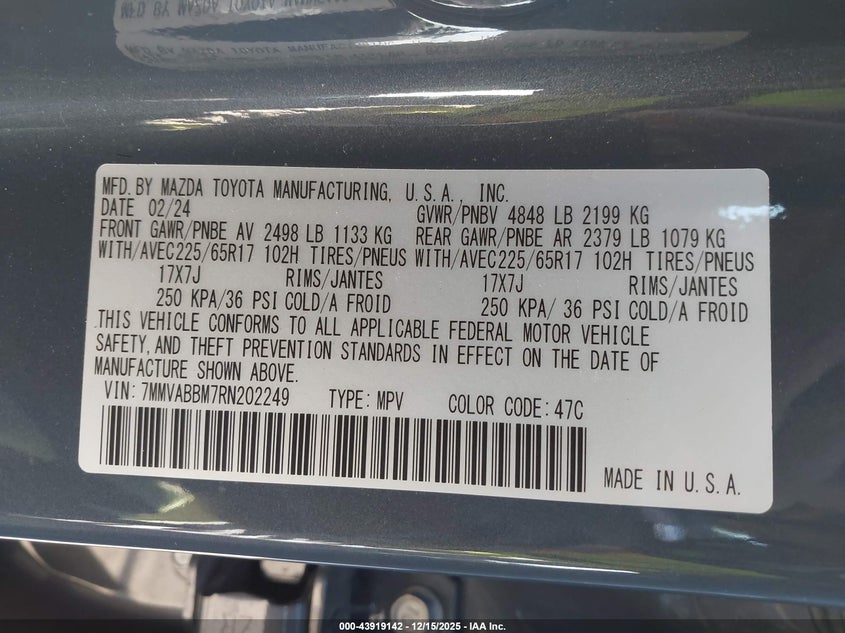 MFD. BY MAZDA TOYOTA MANUFACTURING, U.S.A., INC.
DATE 02/24 GVWR/PNBV 4848 LB 2199 KG
FRONT GAWR/PNBE AV 2498 LB 1133 KG REAR GAWR/PNBE AR 2379 LB 1079 KG
WITH/AVEC225/65R17 102H TIRES/PNEUS WITH/AVEC225/65R17 102H TIRES/PNEUS
17X7J RIMS/JANTES 17X7J RIMS/JANTES
250 KPA/36 PSI COLD/A FROID 250 KPA/ 36 PSI COLD/A FROID
THIS VEHICLE CONFORMS TO ALL APPLICABLE FEDERAL MOTOR VEHICLE
SAFETY, AND THEFT PREVENTION STANDARDS IN EFFECT ON THE DATE OF
MANUFACTURE SHOWN ABOVE.
VIN: 7MMVABBM7RN202249 TYPE: MPV COLOR CODE: 47C
MADE IN U.S.A.
000-43919142 - 12/15/2025 - IAA Inc.